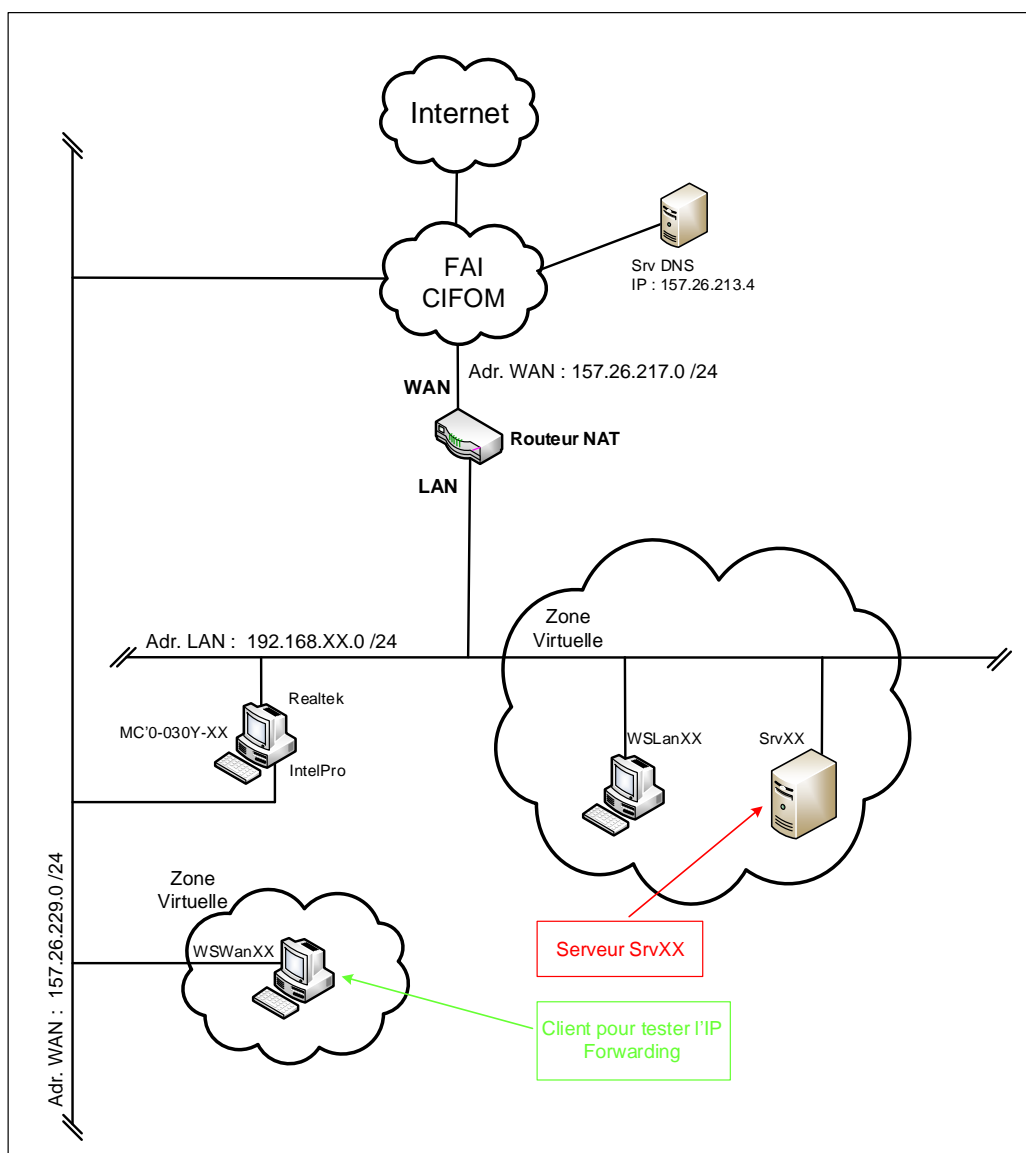 Internet
FAI
CIFOM
Srv DNS
IP : 157.26.213.4
Adr. WAN : 157.26.217.0 /24
WAN
Routeur NAT
LAN
Zone
Virtuelle
Adr. LAN : 192.168.XX.0 /24
Realtek
MC'0-030Y-XX
IntelPro
WSLanXX
SrvXX
Adr. WAN : 157.26.229.0 /24
Zone
Virtuelle
WSWanXX
Serveur SrvXX
Client pour tester l'IP
Forwarding